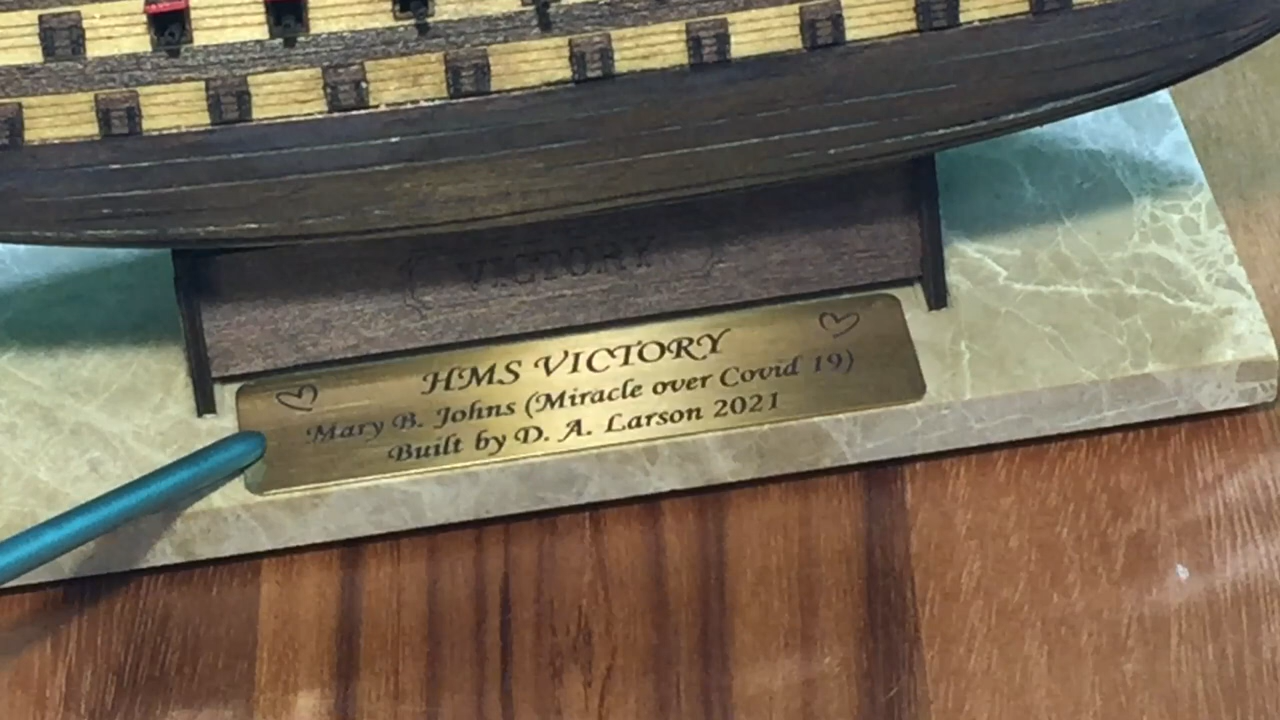 VICTORY
HMS VICTORY
Mary B. Johns (Miracle over Covid 19)
Built by D. A. Larson 2021